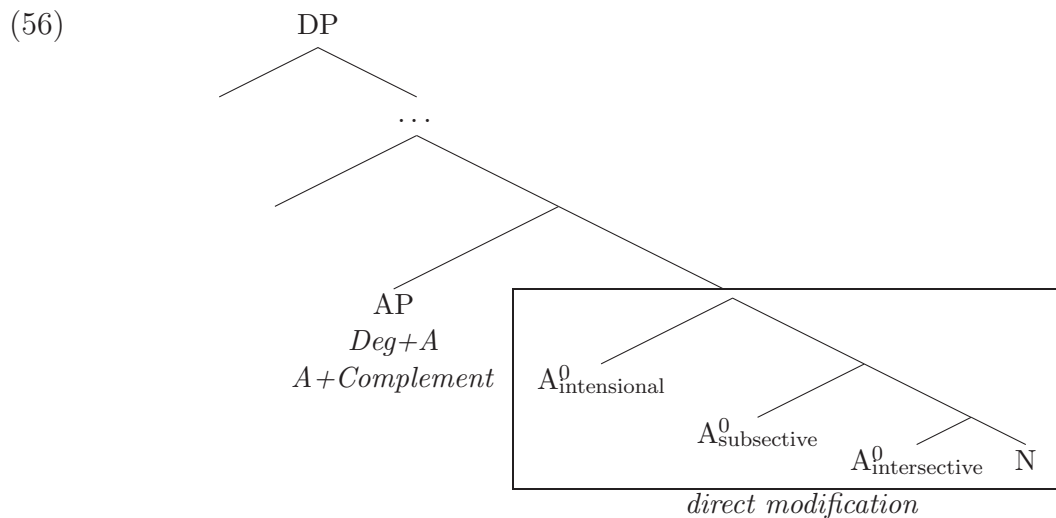 (56)
DP
...
AP
Deg+A
A+Complement
A⁰intensional
A⁰subsective
A⁰intersective N
direct modification